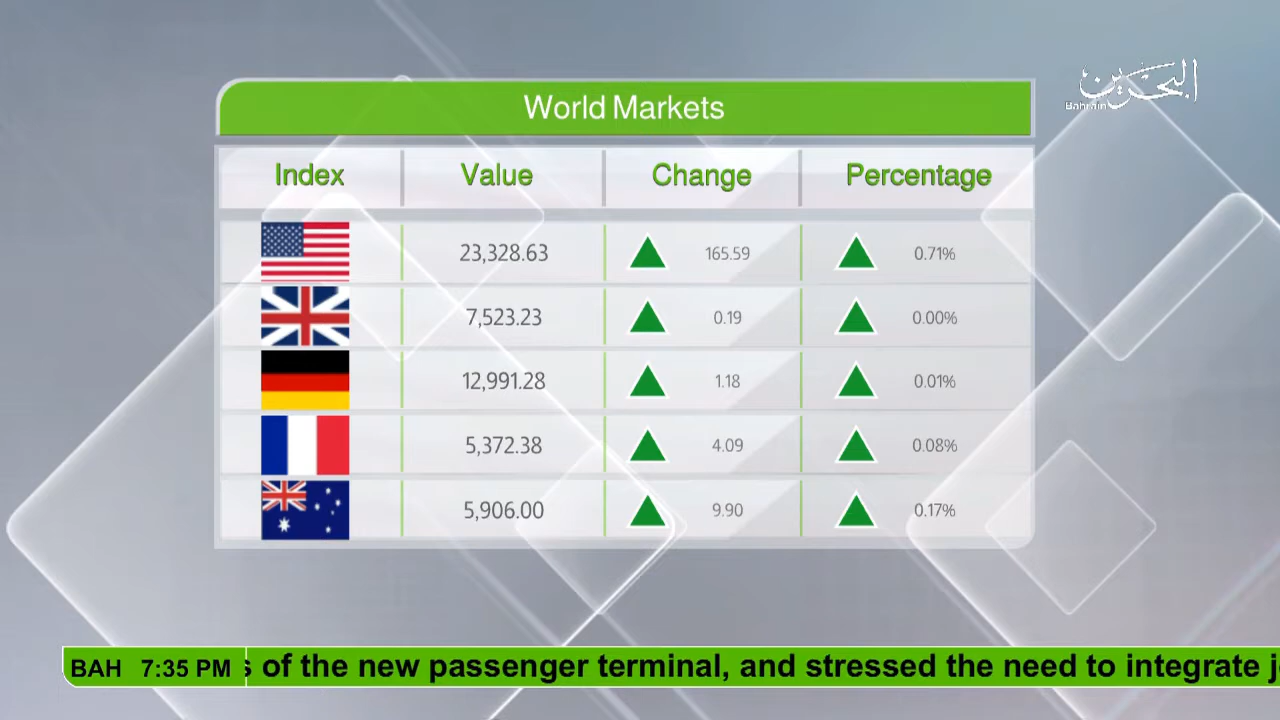 World Markets
البحرين
Bahrain
Index Value Change Percentage
23,328.63 165.59 0.71%
7,523.23 0.19 0.00%
12,991.28 1.18 0.01%
5,372.38 4.09 0.08%
5,906.00 9.90 0.17%
BAH 7:35 PM of the new passenger terminal, and stressed the need to integrate